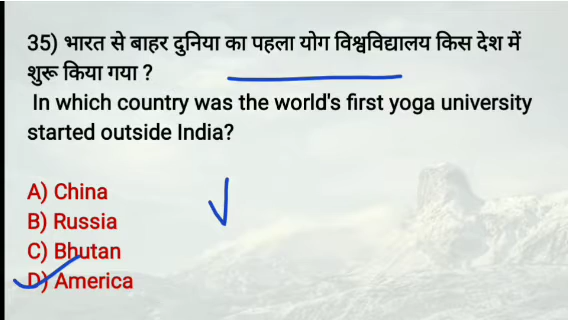 35) भारत से बाहर दुनिया का पहला योग विश्वविद्यालय किस देश में
शुरू किया गया ?
In which country was the world's first yoga university
started outside India?
A) China
B) Russia
C) Bhutan
D) America